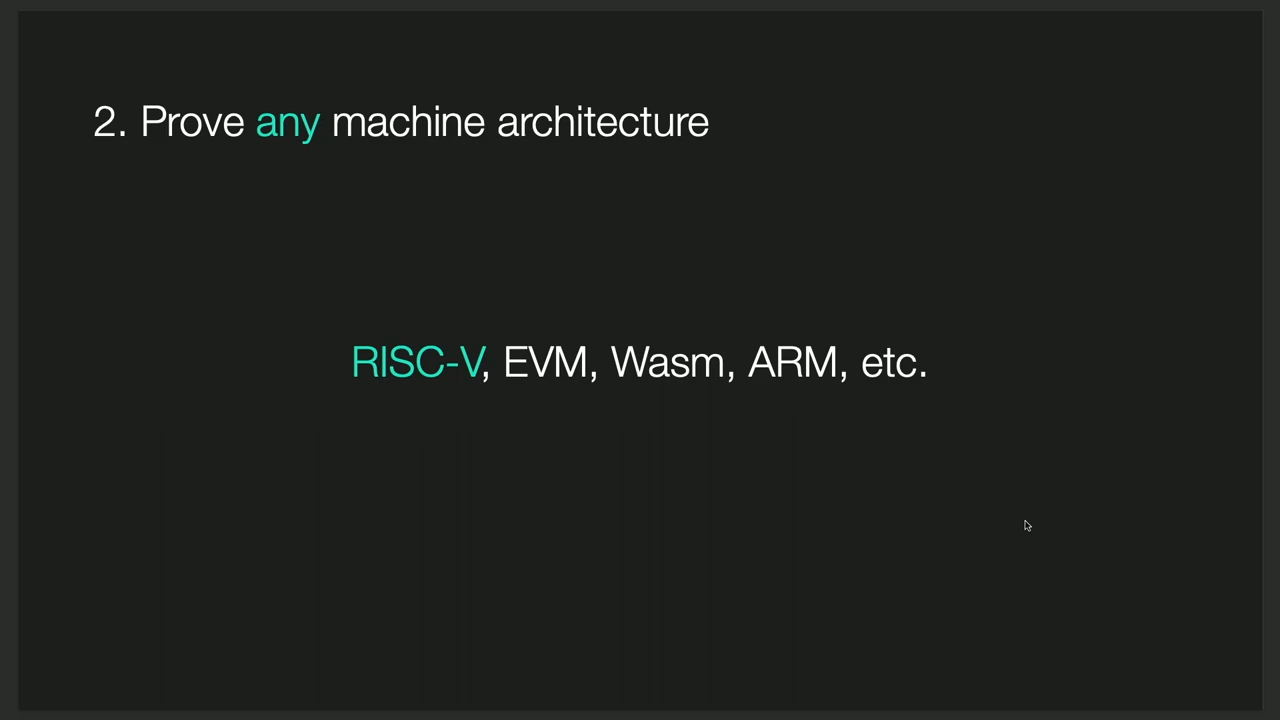 2. Prove any machine architecture
RISC-V, EVM, Wasm, ARM, etc.